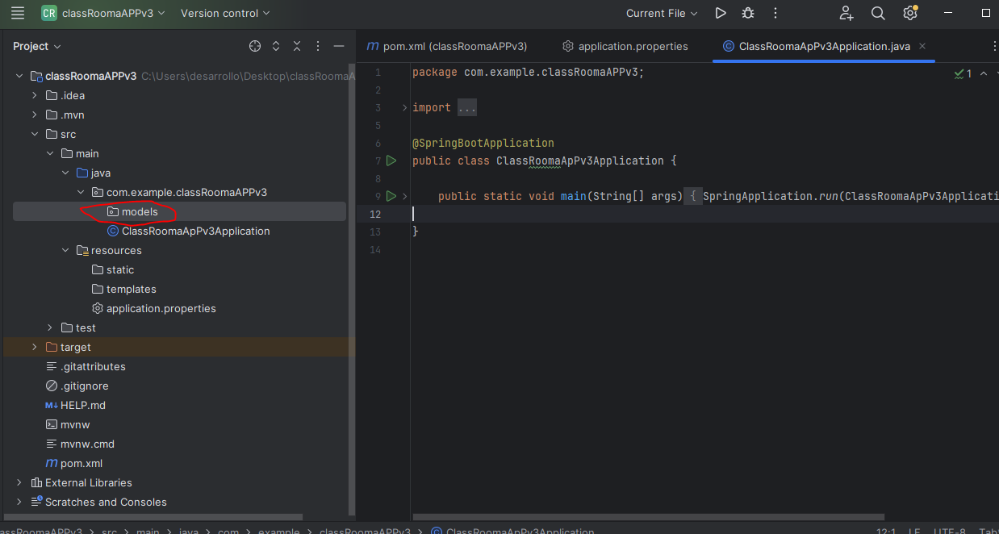 CR classRoomaAPPv3 Version control Current File
Project
pom.xml (classRoomaAPPv3) application.properties ClassRoomaApPv3Application.java
classRoomaAPPv3 C:\Users\desarrollo\Desktop\classRoomaA
.idea
.mvn
src
main
java
com.example.classRoomaAPPv3
models
ClassRoomaApPv3Application
resources
static
templates
application.properties
test
target
.gitattributes
.gitignore
HELP.md
mvnw
mvnw.cmd
pom.xml
External Libraries
Scratches and Consoles
1 package com.example.classRoomaAPPv3;
2
3 import ...
5
6 @SpringBootApplication
7 public class ClassRoomaApPv3Application {
8
9 public static void main(String[] args) { SpringApplication.run(ClassRoomaApPv3Applicati
12
13 }
14
1
assRoomaAPPv3 > src > main > java > com > example > classRoomaAPPv3 > ClassRoomaApPv3Application 12:1 LF UTF-8 Tab